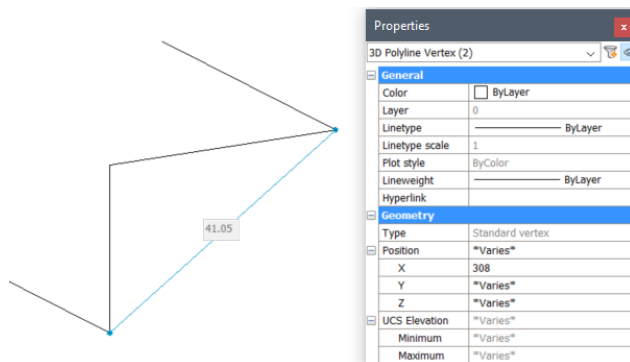 41.05
Properties
x
3D Polyline Vertex (2)
General
Color ByLayer
Layer 0
Linetype ByLayer
Linetype scale 1
Plot style ByColor
Lineweight ByLayer
Hyperlink
Geometry
Type Standard vertex
Position *Varies*
X 308
Y *Varies*
Z *Varies*
UCS Elevation *Varies*
Minimum *Varies*
Maximum *Varies*